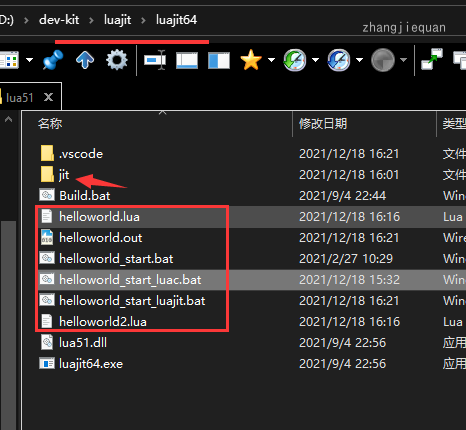 D:) › dev-kit › luajit › luajit64
zhangjiequan
lua51
名称 修改日期 类型
.vscode 2021/12/18 16:21 文件
jit 2021/12/18 16:01 文件
Build.bat 2021/9/4 22:44 Win
helloworld.lua 2021/12/18 16:16 Lua
helloworld.out 2021/12/18 16:21 Wire
helloworld_start.bat 2021/2/27 10:29 Win
helloworld_start_luac.bat 2021/12/18 15:32 Win
helloworld_start_luajit.bat 2021/12/18 16:21 Win
helloworld2.lua 2021/12/18 16:16 Lua
lua51.dll 2021/9/4 22:56 应用
luajit64.exe 2021/9/4 22:56 应用